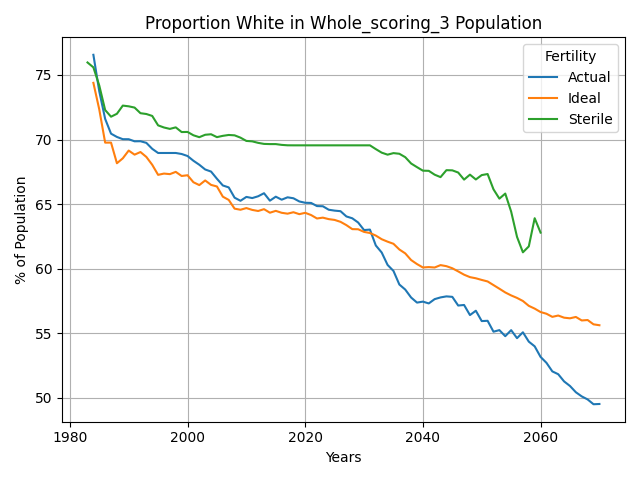 Proportion White in Whole_scoring_3 Population
Fertility
Actual
Ideal
Sterile
% of Population
75
70
65
60
55
50
1980
2000
2020
2040
2060
Years